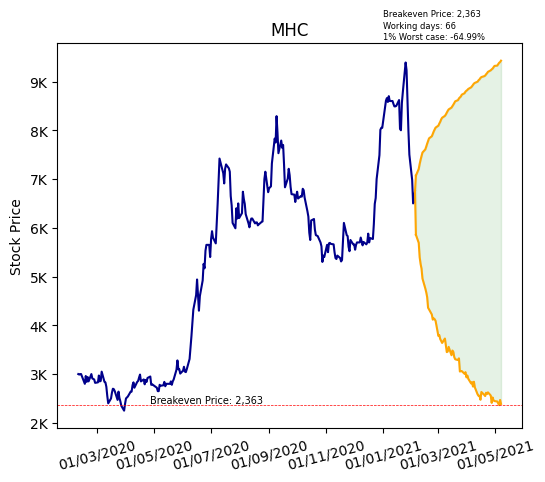 Breakeven Price: 2,363
Working days: 66
1% Worst case: -64.99%
MHC
Stock Price
9K
8K
7K
6K
5K
4K
3K
2K
Breakeven Price: 2,363
01/03/2020 01/05/2020 01/07/2020 01/09/2020 01/11/2020 01/01/2021 01/03/2021 01/05/2021